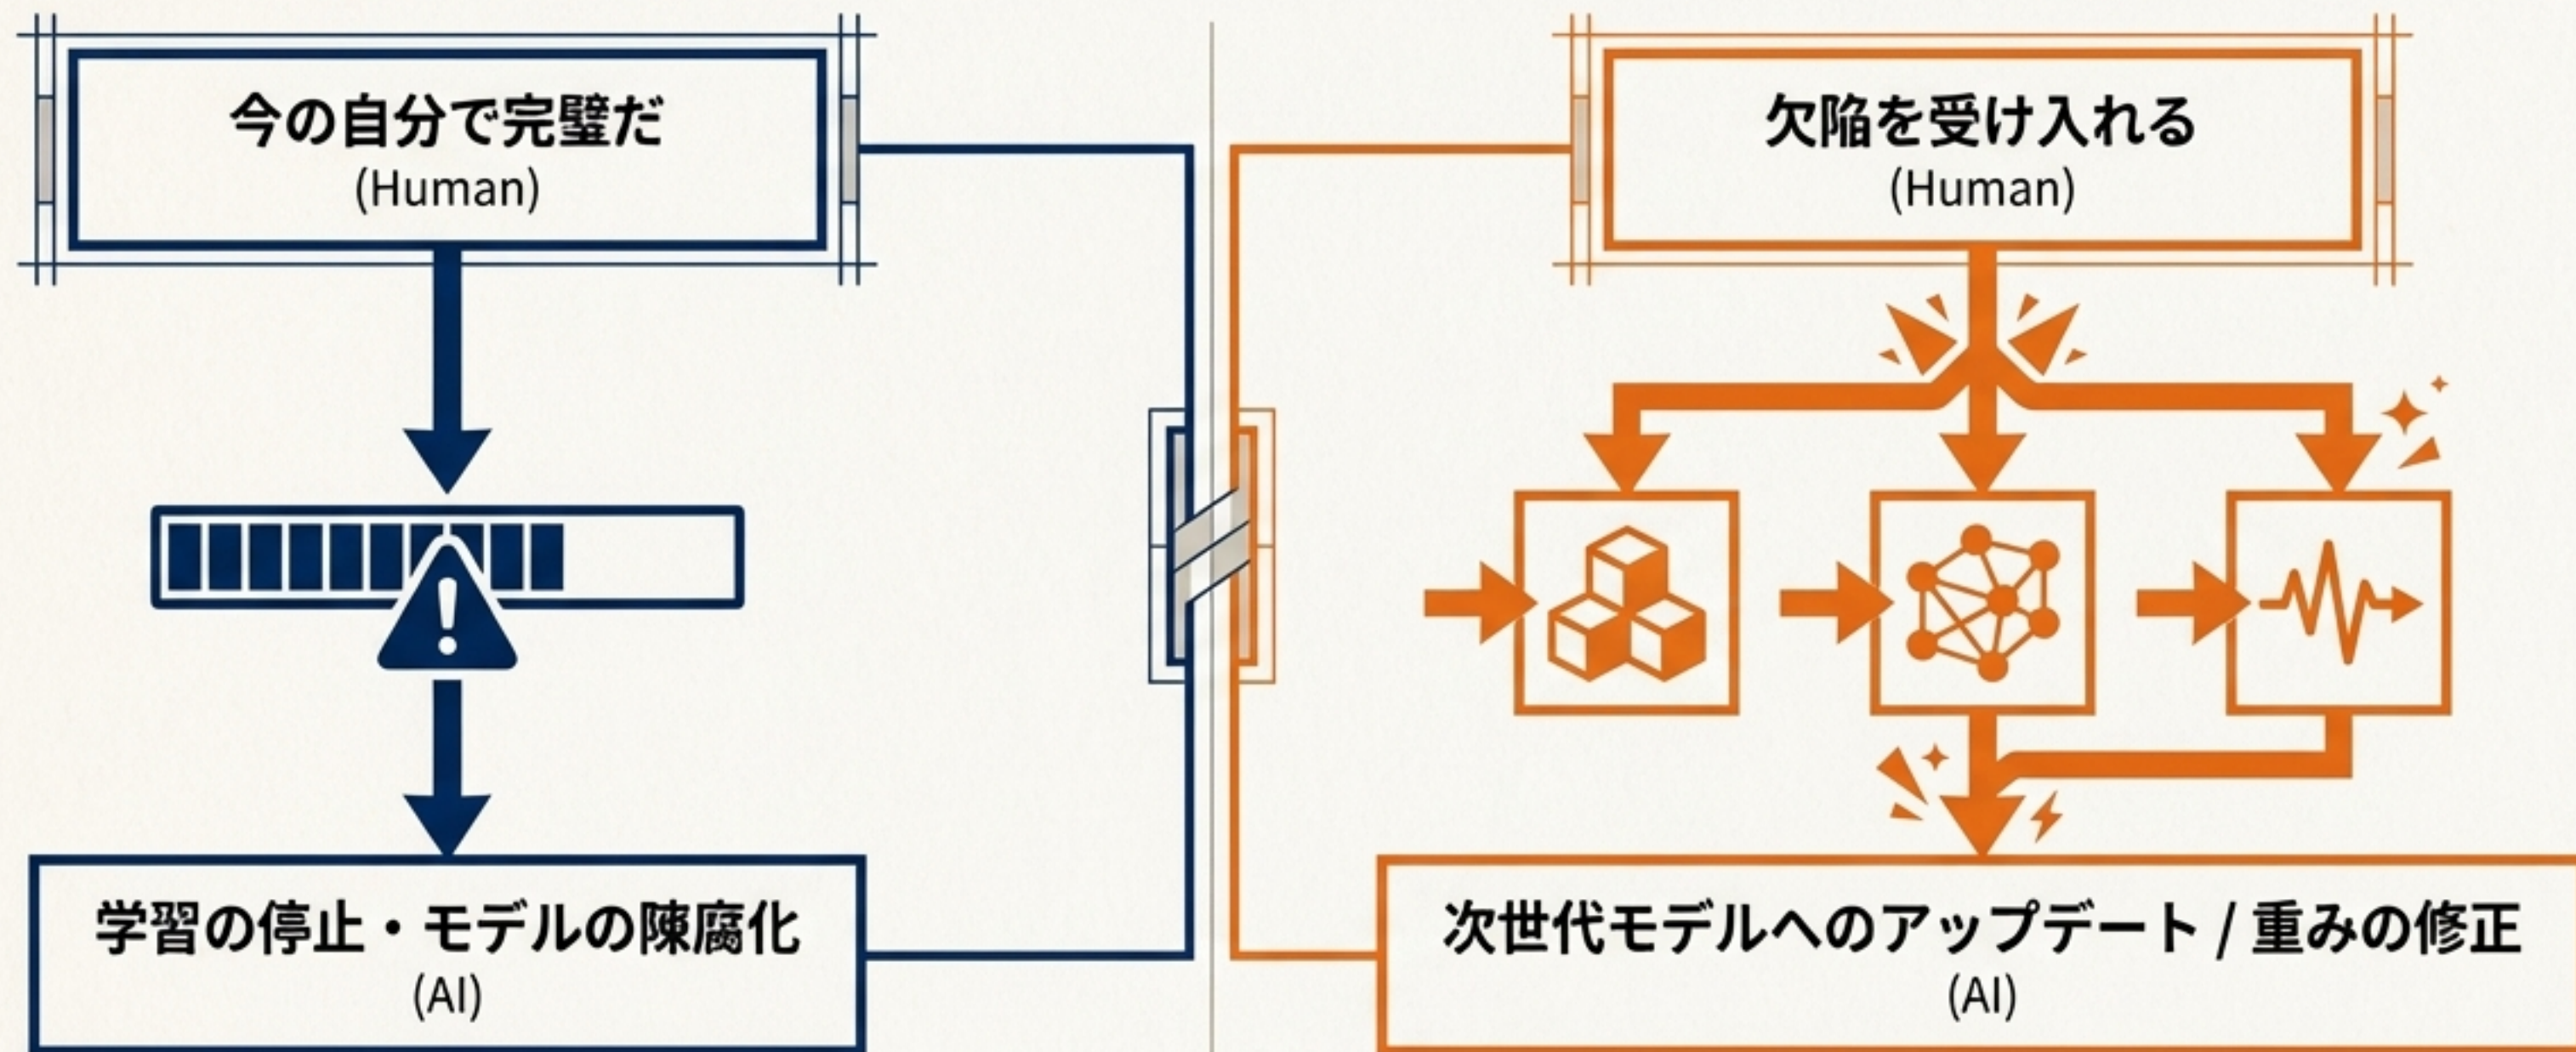 今の自分で完璧だ
(Human)
欠陥を受け入れる
(Human)
学習の停止・モデルの陳腐化
(AI)
次世代モデルへのアップデート / 重みの修正
(AI)